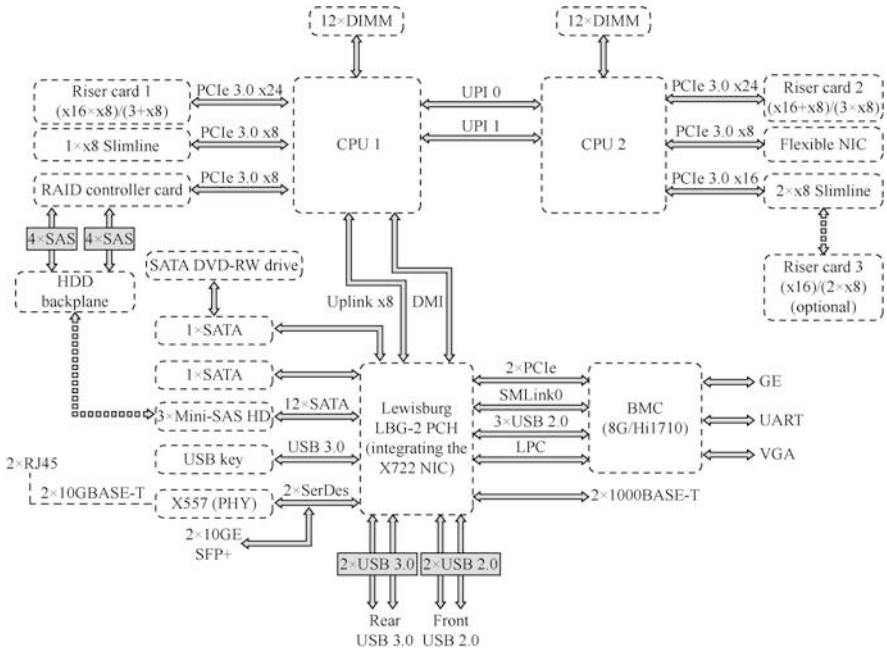 12×DIMM
12×DIMM
Riser card 1
(x16×x8)/(3+x8)
PCIe 3.0 x24
1×x8 Slimline
PCIe 3.0 x8
RAID controller card
PCIe 3.0 x8
CPU 1
UPI 0
UPI 1
CPU 2
PCIe 3.0 x24
Riser card 2
(x16+x8)/(3×x8)
PCIe 3.0 x8
Flexible NIC
PCIe 3.0 x16
2×x8 Slimline
4×SAS
4×SAS
HDD
backplane
SATA DVD-RW drive
Uplink x8
DMI
Riser card 3
(x16)/(2×x8)
(optional)
1×SATA
1×SATA
3×Mini-SAS HD
12×SATA
USB key
USB 3.0
X557 (PHY)
2×SerDes
2×RJ45
2×10GBASE-T
2×10GE
SFP+
Lewisburg
LBG-2 PCH
(integrating the
X722 NIC)
2×PCIe
SMLink0
3×USB 2.0
LPC
BMC
(8G/Hi1710)
GE
UART
VGA
2×1000BASE-T
2×USB 3.0
2×USB 2.0
Rear
USB 3.0
Front
USB 2.0